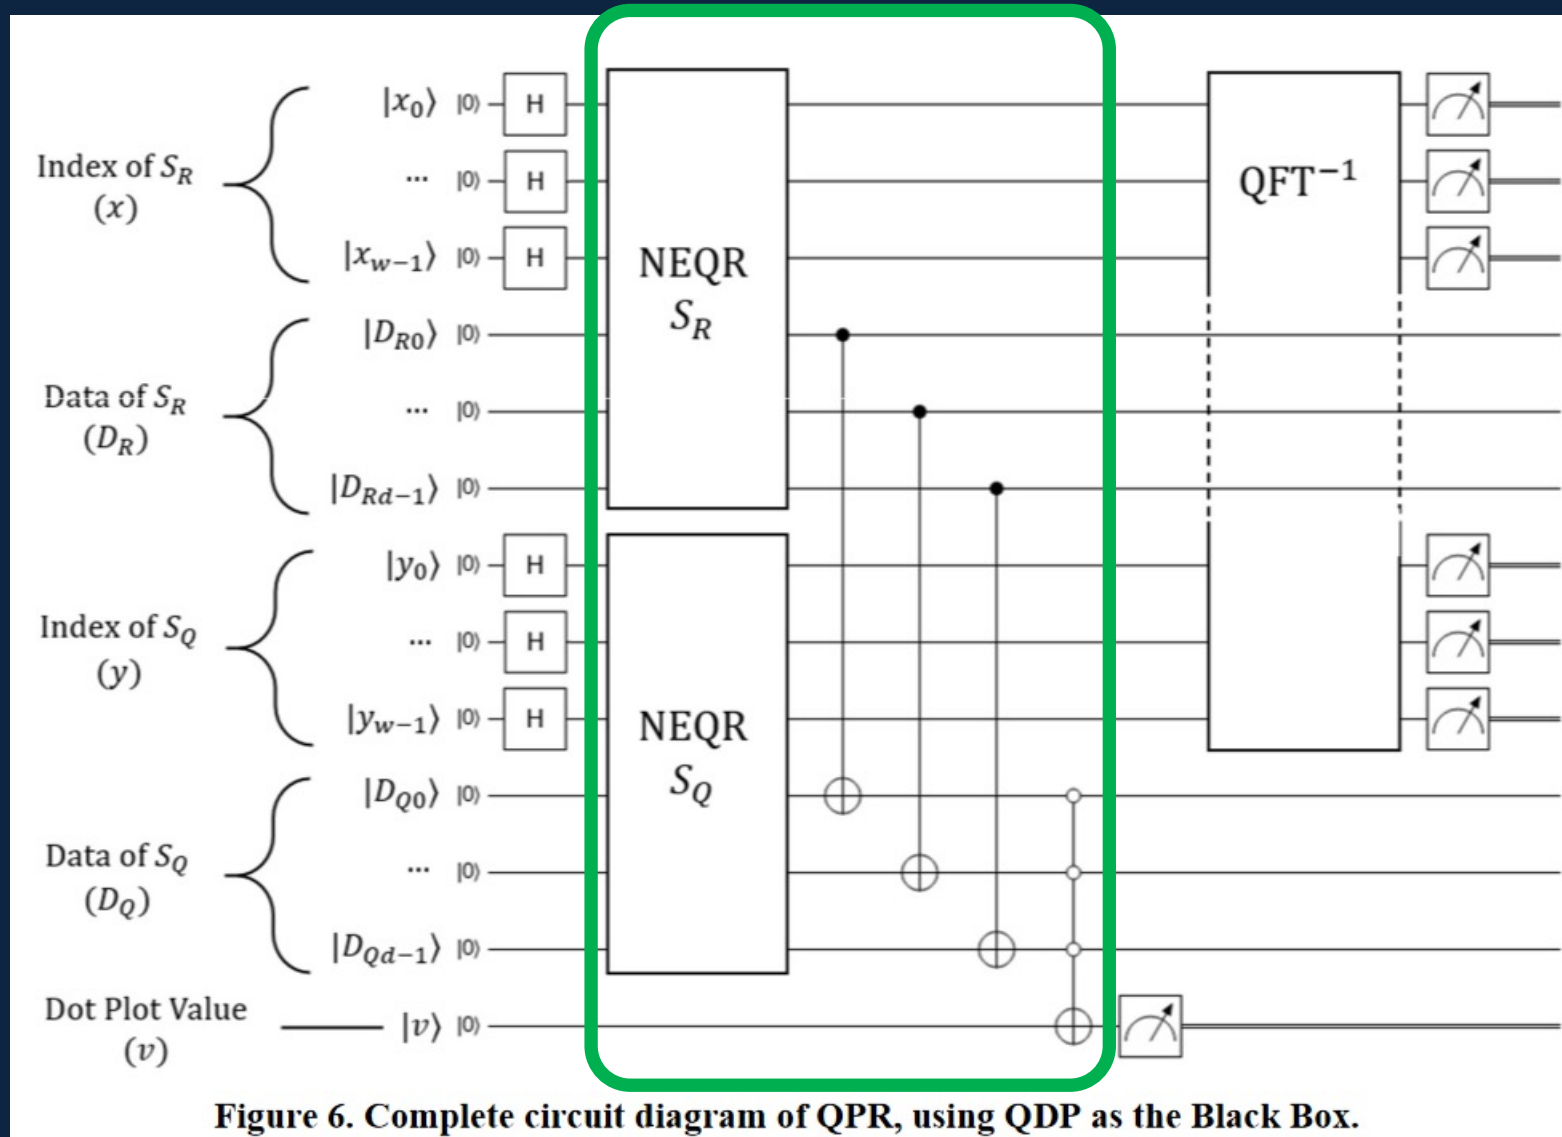 |x₀⟩ |0⟩ H
Index of S_R
(x)
... |0⟩ H
QFT⁻¹
|x_{w−1}⟩ |0⟩ H
NEQR
S_R
|D_{R0}⟩ |0⟩
Data of S_R
(D_R)
... |0⟩
|D_{Rd−1}⟩ |0⟩
|y₀⟩ |0⟩ H
Index of S_Q
(y)
... |0⟩ H
|y_{w−1}⟩ |0⟩ H
NEQR
S_Q
|D_{Q0}⟩ |0⟩
Data of S_Q
(D_Q)
... |0⟩
|D_{Qd−1}⟩ |0⟩
Dot Plot Value
(v)
|v⟩ |0⟩
Figure 6. Complete circuit diagram of QPR, using QDP as the Black Box.